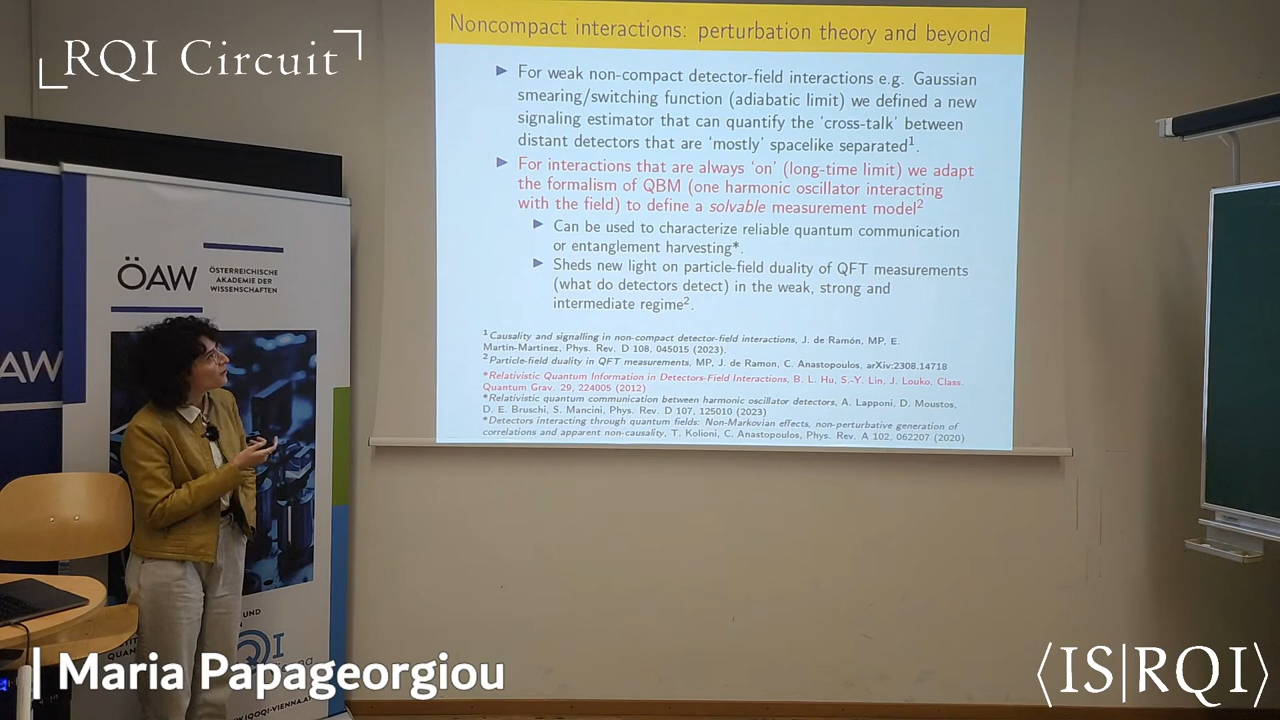 RQI Circuit
Noncompact interactions: perturbation theory and beyond
For weak non-compact detector-field interactions e.g. Gaussian
smearing/switching function (adiabatic limit) we defined a new
signaling estimator that can quantify the 'cross-talk' between
distant detectors that are 'mostly' spacelike separated1.
For interactions that are always 'on' (long-time limit) we adapt
the formalism of QBM (one harmonic oscillator interacting
with the field) to define a solvable measurement model2
Can be used to characterize reliable quantum communication
or entanglement harvesting*.
Sheds new light on particle-field duality of QFT measurements
(what do detectors detect) in the weak, strong and
intermediate regime2.
1Causality and signalling in non-compact detector-field interactions, J. de Ramón, MP, E.
Martin-Martinez, Phys. Rev. D 108, 045015 (2023).
2Particle-field duality in QFT measurements, MP, J. de Ramon, C. Anastopoulos, arXiv:2308.14718
*Relativistic Quantum Information in Detectors-Field Interactions, B. L. Hu, S.-Y. Lin, J. Louko, Class.
Quantum Grav. 29, 224005 (2012)
*Relativistic quantum communication between harmonic oscillator detectors, A. Lapponi, D. Moustos,
D. E. Bruschi, S. Mancini, Phys. Rev. D 107, 125010 (2023)
*Detectors interacting through quantum fields: Non-Markovian effects, non-perturbative generation of
correlations and apparent non-causality, T. Kolioni, C. Anastopoulos, Phys. Rev. A 102, 062207 (2020)
ÖAW
ÖSTERREICHISCHE
AKADEMIE DER
WISSENSCHAFTEN
AW
UND
QUAN
QI
WWW.IQOQI-VIENNA.A
| Maria Papageorgiou
⟨IS|RQI⟩